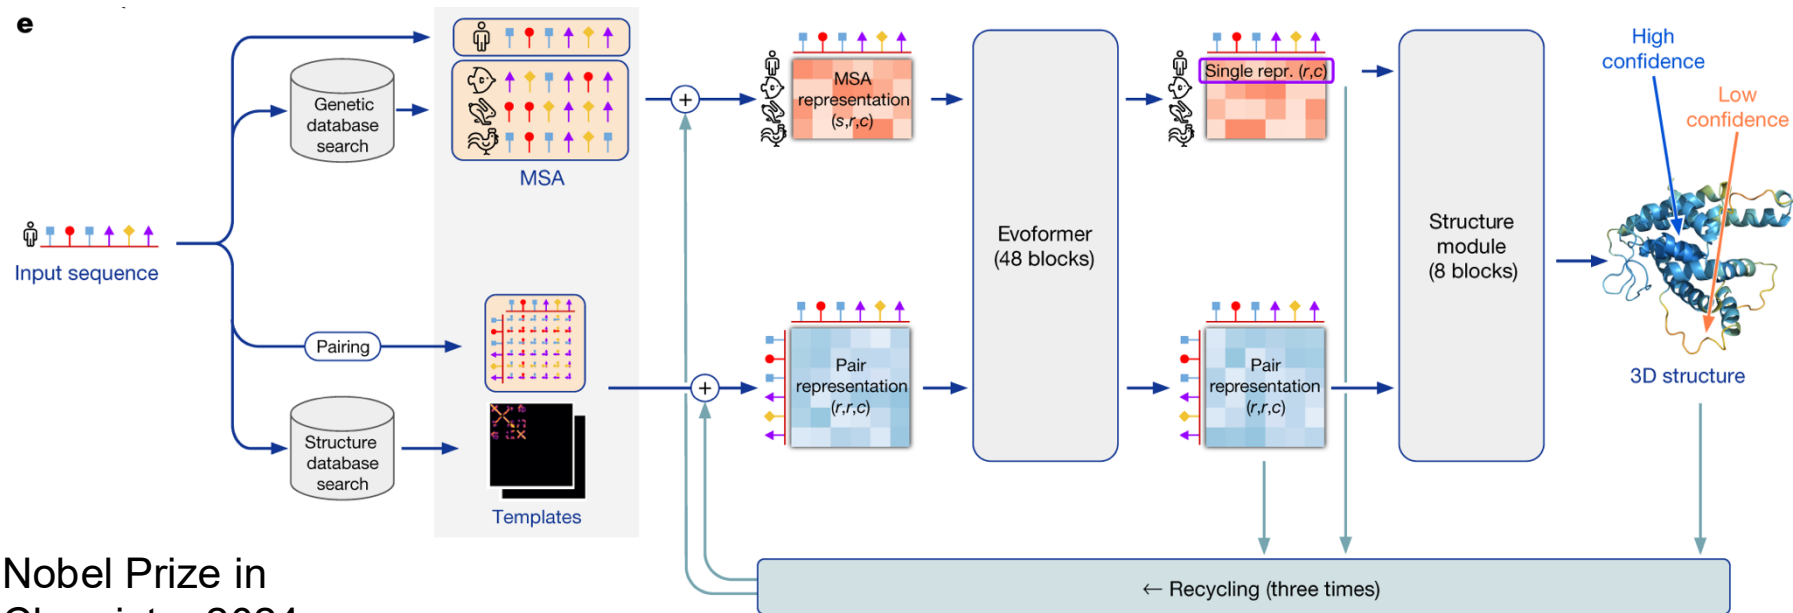 e
Input sequence
Genetic
database
search
MSA
Pairing
Structure
database
search
Templates
MSA
representation
(s,r,c)
Pair
representation
(r,r,c)
Evoformer
(48 blocks)
Single repr. (r,c)
Pair
representation
(r,r,c)
Structure
module
(8 blocks)
High
confidence
Low
confidence
3D structure
← Recycling (three times)
Nobel Prize in